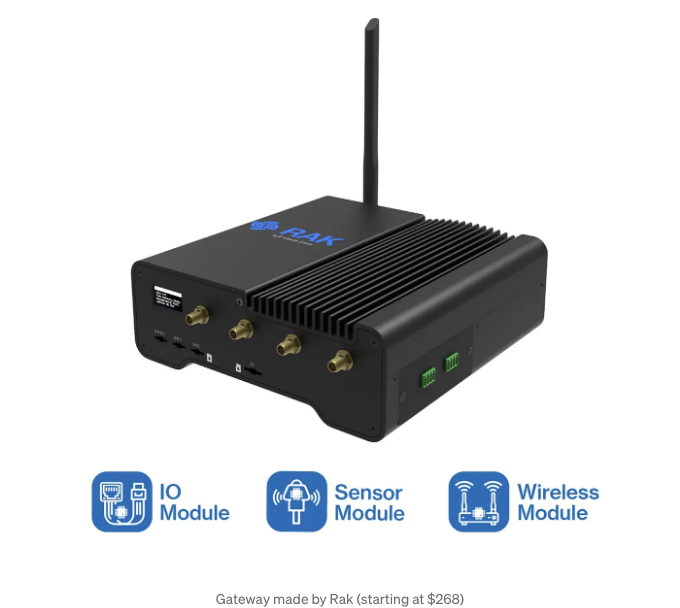 RAK
IO
Module
Sensor
Module
Wireless
Module
Gateway made by Rak (starting at $268)